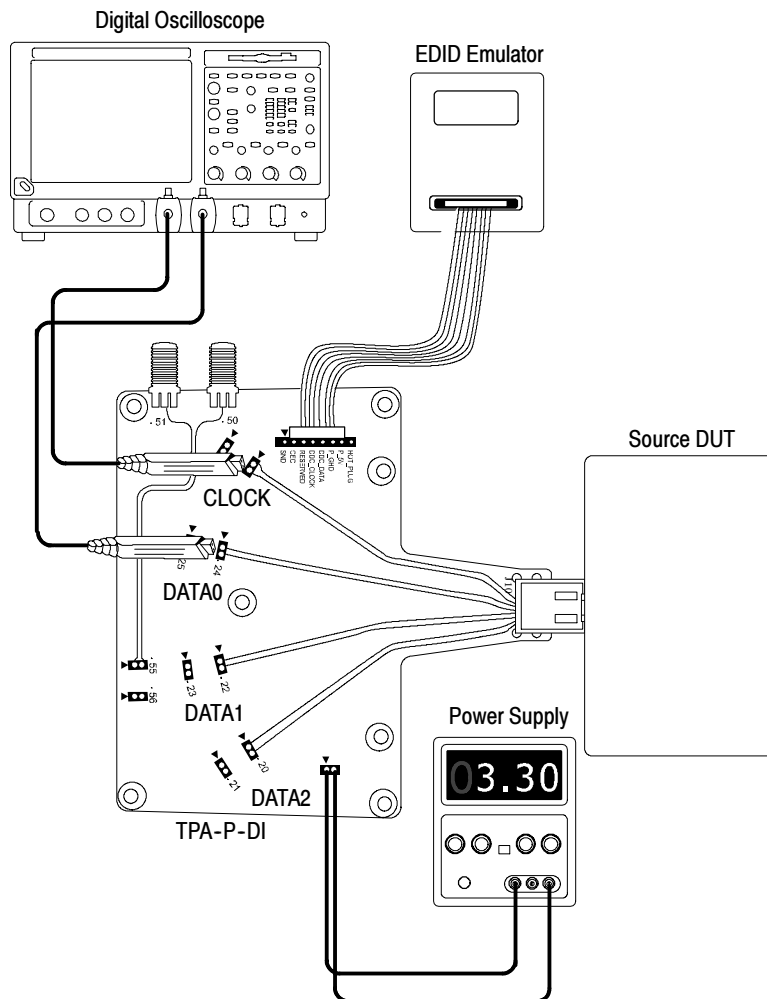 Digital Oscilloscope
EDID Emulator
.51
.50
SND
CEC
RESERVED
DDC_CLOCK
DDC_DATA
P_GND
P_5V
HOT_PLUG
Source DUT
CLOCK
25
24
DATA0
.55
.56
.23
.22
DATA1
Power Supply
03.30
.20
.21
DATA2
TPA-P-DI